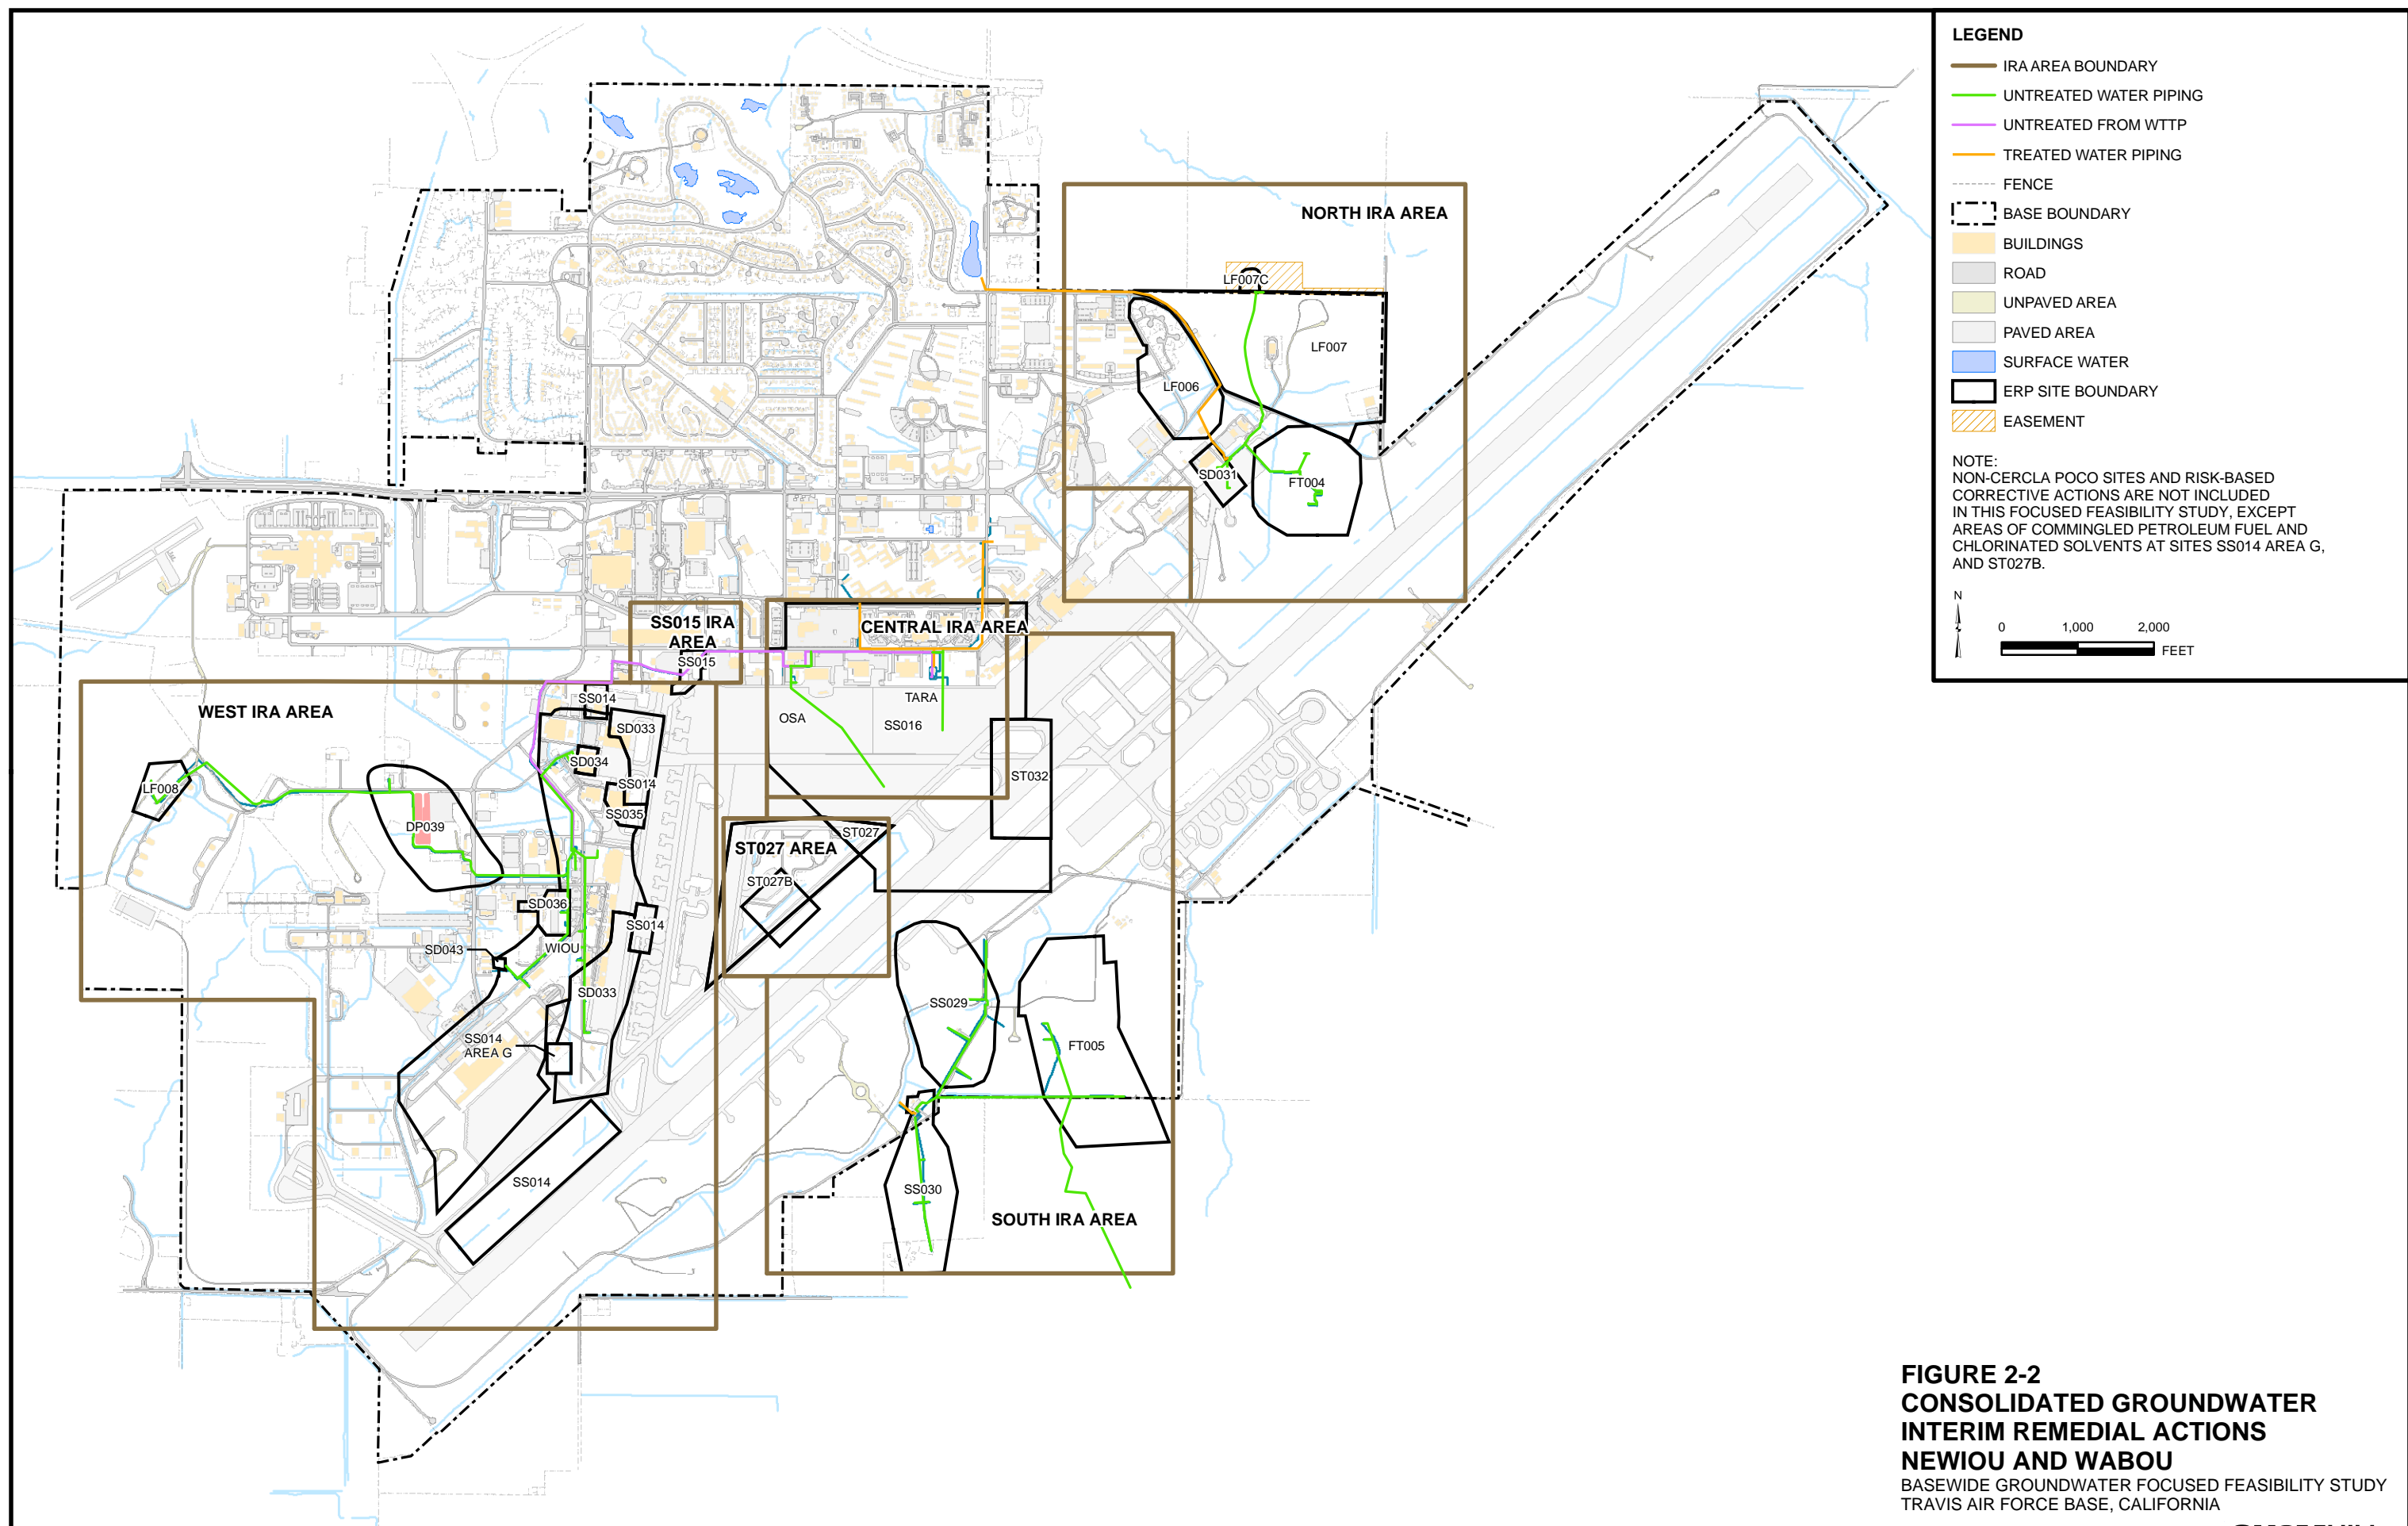 LEGEND
IRA AREA BOUNDARY
UNTREATED WATER PIPING
UNTREATED FROM WTTP
TREATED WATER PIPING
FENCE
BASE BOUNDARY
BUILDINGS
ROAD
UNPAVED AREA
PAVED AREA
SURFACE WATER
ERP SITE BOUNDARY
EASEMENT
NOTE:
NON-CERCLA POCO SITES AND RISK-BASED
CORRECTIVE ACTIONS ARE NOT INCLUDED
IN THIS FOCUSED FEASIBILITY STUDY, EXCEPT
AREAS OF COMMINGLED PETROLEUM FUEL AND
CHLORINATED SOLVENTS AT SITES SS014 AREA G,
AND ST027B.
N
0 1,000 2,000
FEET
NORTH IRA AREA
LF007C
LF007
LF006
SD031
FT004
SS015 IRA
AREA
SS015
CENTRAL IRA AREA
OSA
TARA
SS016
ST032
WEST IRA AREA
SS014
SD033
SD034
SS014
SS035
LF008
DP039
ST027 AREA
ST027
ST027B
SD036
SS014
SD043
WIOU
SD033
SS014
AREA G
SS014
SS029
FT005
SS030
SOUTH IRA AREA
FIGURE 2-2
CONSOLIDATED GROUNDWATER
INTERIM REMEDIAL ACTIONS
NEWIOU AND WABOU
BASEWIDE GROUNDWATER FOCUSED FEASIBILITY STUDY
TRAVIS AIR FORCE BASE, CALIFORNIA